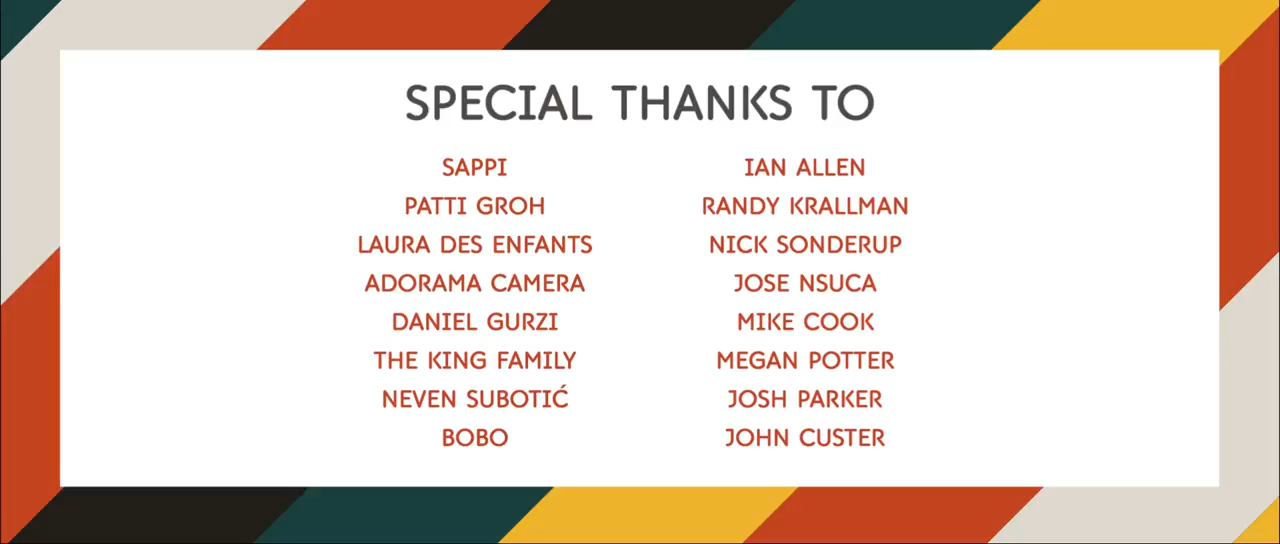 SPECIAL THANKS TO
SAPPI
PATTI GROH
LAURA DES ENFANTS
ADORAMA CAMERA
DANIEL GURZI
THE KING FAMILY
NEVEN SUBOTIĆ
BOBO
IAN ALLEN
RANDY KRALLMAN
NICK SONDERUP
JOSE NSUCA
MIKE COOK
MEGAN POTTER
JOSH PARKER
JOHN CUSTER